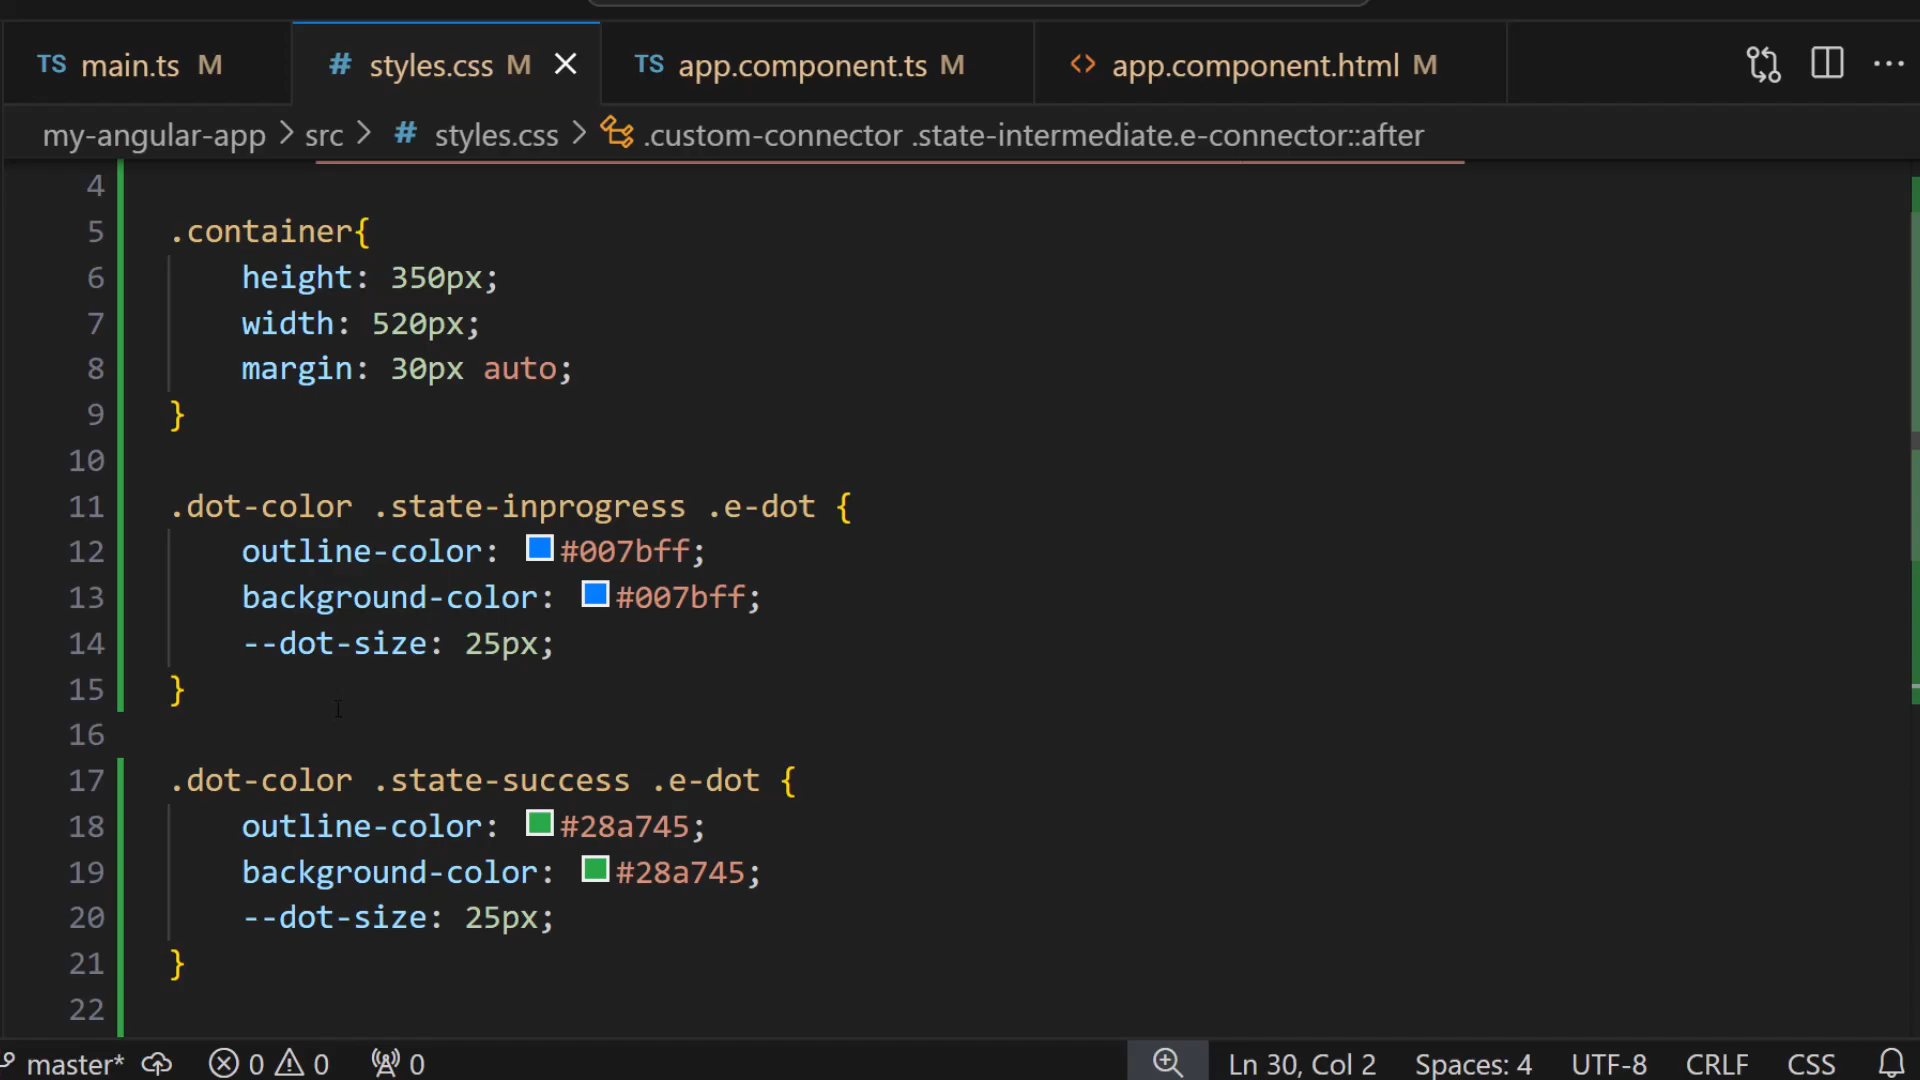 TS main.ts M # styles.css M TS app.component.ts M <> app.component.html M
my-angular-app > src > # styles.css > .custom-connector .state-intermediate.e-connector::after
4
5 .container{
6 height: 350px;
7 width: 520px;
8 margin: 30px auto;
9 }
10
11 .dot-color .state-inprogress .e-dot {
12 outline-color: #007bff;
13 background-color: #007bff;
14 --dot-size: 25px;
15 }
16
17 .dot-color .state-success .e-dot {
18 outline-color: #28a745;
19 background-color: #28a745;
20 --dot-size: 25px;
21 }
22
master* 0 0 0 Ln 30, Col 2 Spaces: 4 UTF-8 CRLF CSS